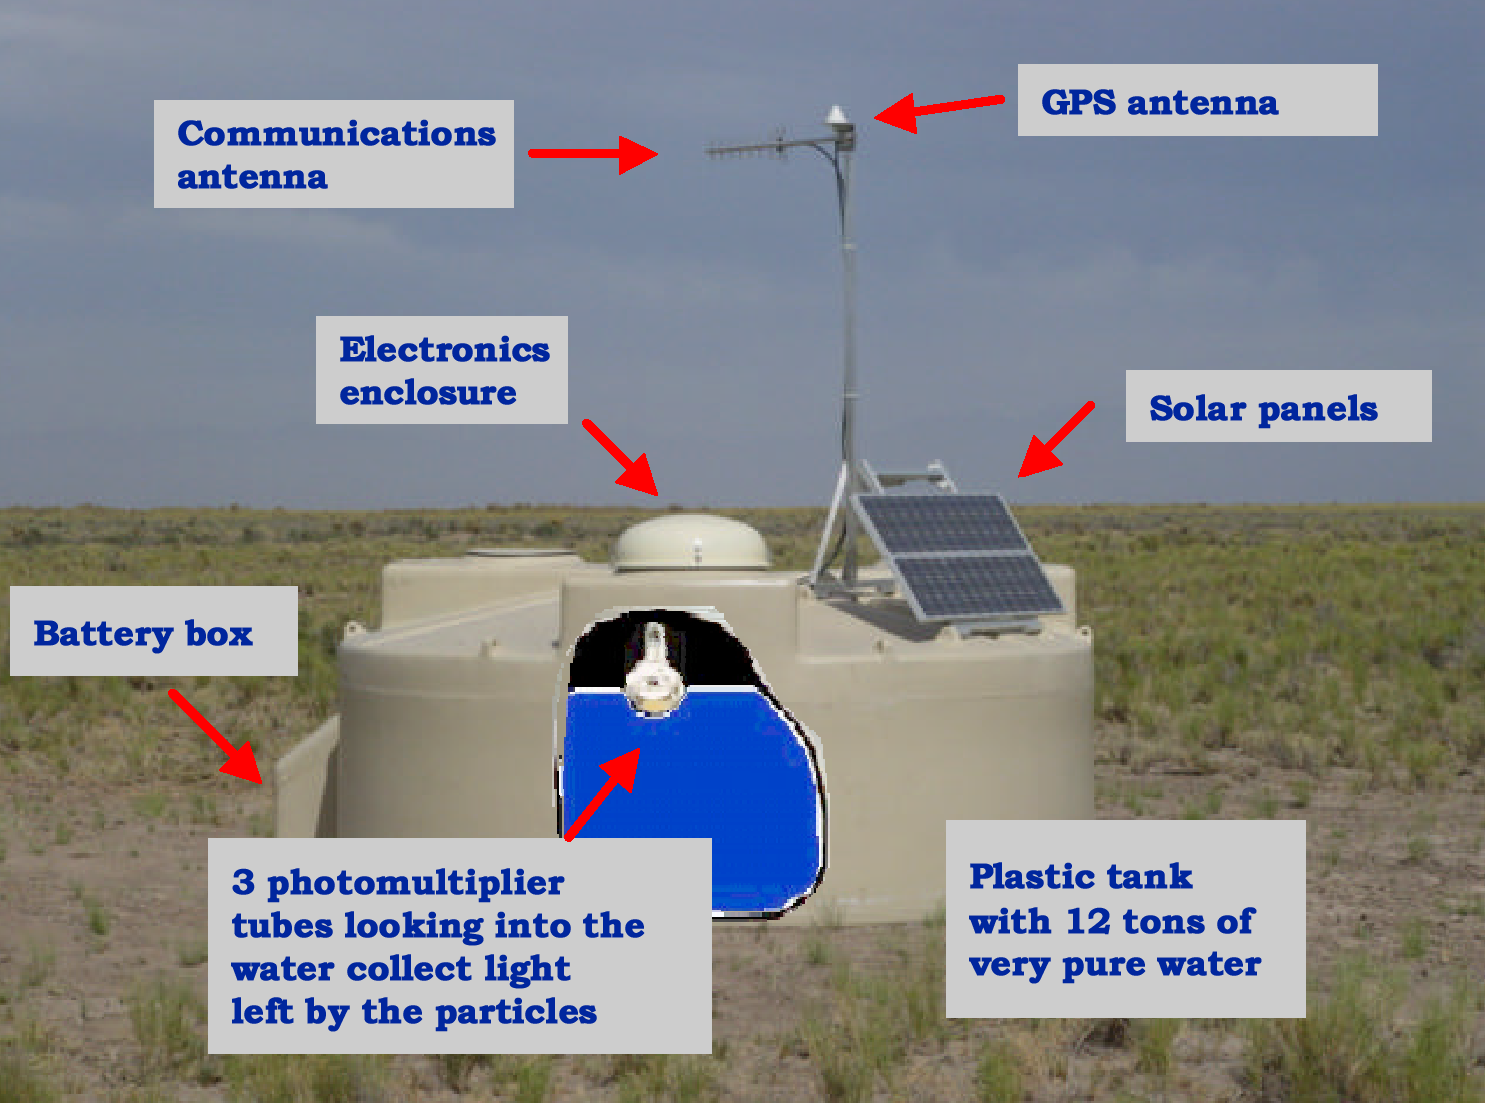 GPS antenna
Communications
antenna
Electronics
enclosure
Solar panels
Battery box
3 photomultiplier
tubes looking into the
water collect light
left by the particles
Plastic tank
with 12 tons of
very pure water